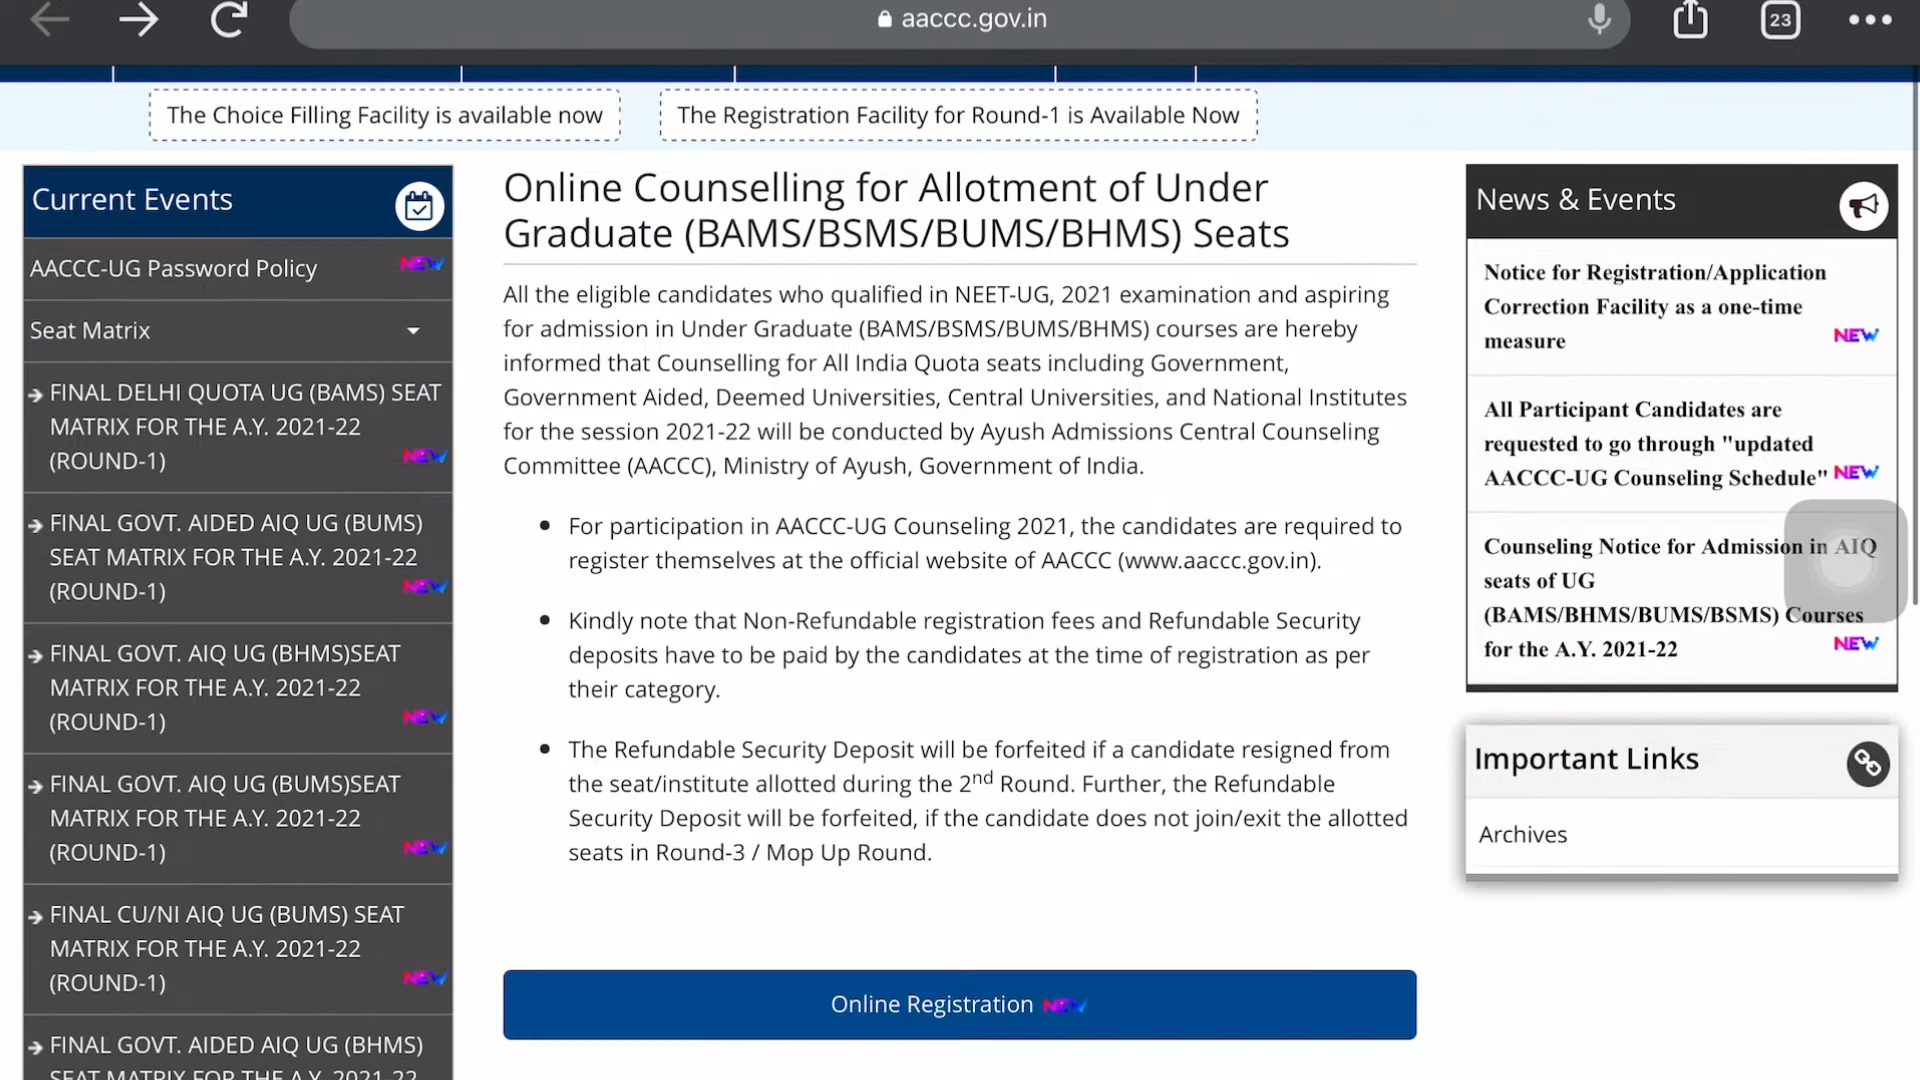 aaccc.gov.in
23
The Choice Filling Facility is available now
The Registration Facility for Round-1 is Available Now
Current Events
AACCC-UG Password Policy NEW
Seat Matrix
FINAL DELHI QUOTA UG (BAMS) SEAT
MATRIX FOR THE A.Y. 2021-22
(ROUND-1) NEW
FINAL GOVT. AIDED AIQ UG (BUMS)
SEAT MATRIX FOR THE A.Y. 2021-22
(ROUND-1) NEW
FINAL GOVT. AIQ UG (BHMS)SEAT
MATRIX FOR THE A.Y. 2021-22
(ROUND-1) NEW
FINAL GOVT. AIQ UG (BUMS)SEAT
MATRIX FOR THE A.Y. 2021-22
(ROUND-1) NEW
FINAL CU/NI AIQ UG (BUMS) SEAT
MATRIX FOR THE A.Y. 2021-22
(ROUND-1) NEW
FINAL GOVT. AIDED AIQ UG (BHMS)
SEAT MATRIX FOR THE A.Y. 2021-22
Online Counselling for Allotment of Under
Graduate (BAMS/BSMS/BUMS/BHMS) Seats
All the eligible candidates who qualified in NEET-UG, 2021 examination and aspiring
for admission in Under Graduate (BAMS/BSMS/BUMS/BHMS) courses are hereby
informed that Counselling for All India Quota seats including Government,
Government Aided, Deemed Universities, Central Universities, and National Institutes
for the session 2021-22 will be conducted by Ayush Admissions Central Counseling
Committee (AACCC), Ministry of Ayush, Government of India.
• For participation in AACCC-UG Counseling 2021, the candidates are required to
register themselves at the official website of AACCC (www.aaccc.gov.in).
• Kindly note that Non-Refundable registration fees and Refundable Security
deposits have to be paid by the candidates at the time of registration as per
their category.
• The Refundable Security Deposit will be forfeited if a candidate resigned from
the seat/institute allotted during the 2nd Round. Further, the Refundable
Security Deposit will be forfeited, if the candidate does not join/exit the allotted
seats in Round-3 / Mop Up Round.
Online Registration NEW
News & Events
Notice for Registration/Application
Correction Facility as a one-time
measure NEW
All Participant Candidates are
requested to go through "updated
AACCC-UG Counseling Schedule" NEW
Counseling Notice for Admission in AIQ
seats of UG
(BAMS/BHMS/BUMS/BSMS) Courses
for the A.Y. 2021-22 NEW
Important Links
Archives